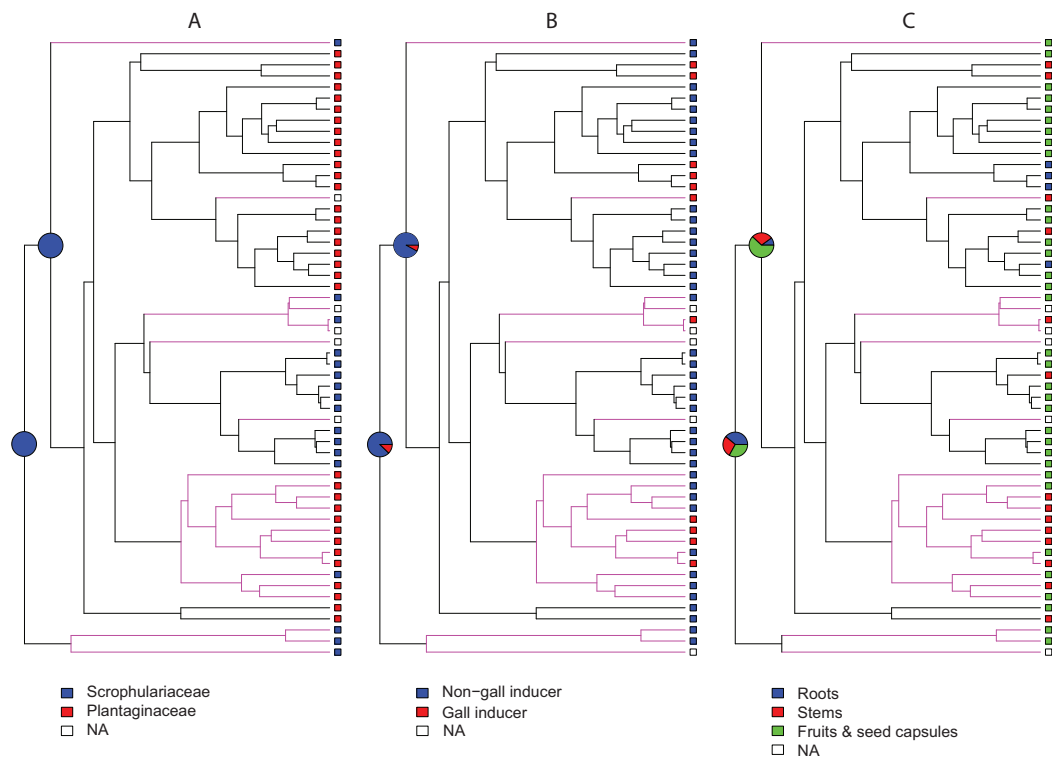 A
B
C
Scrophulariaceae
Plantaginaceae
NA
Non−gall inducer
Gall inducer
NA
Roots
Stems
Fruits & seed capsules
NA